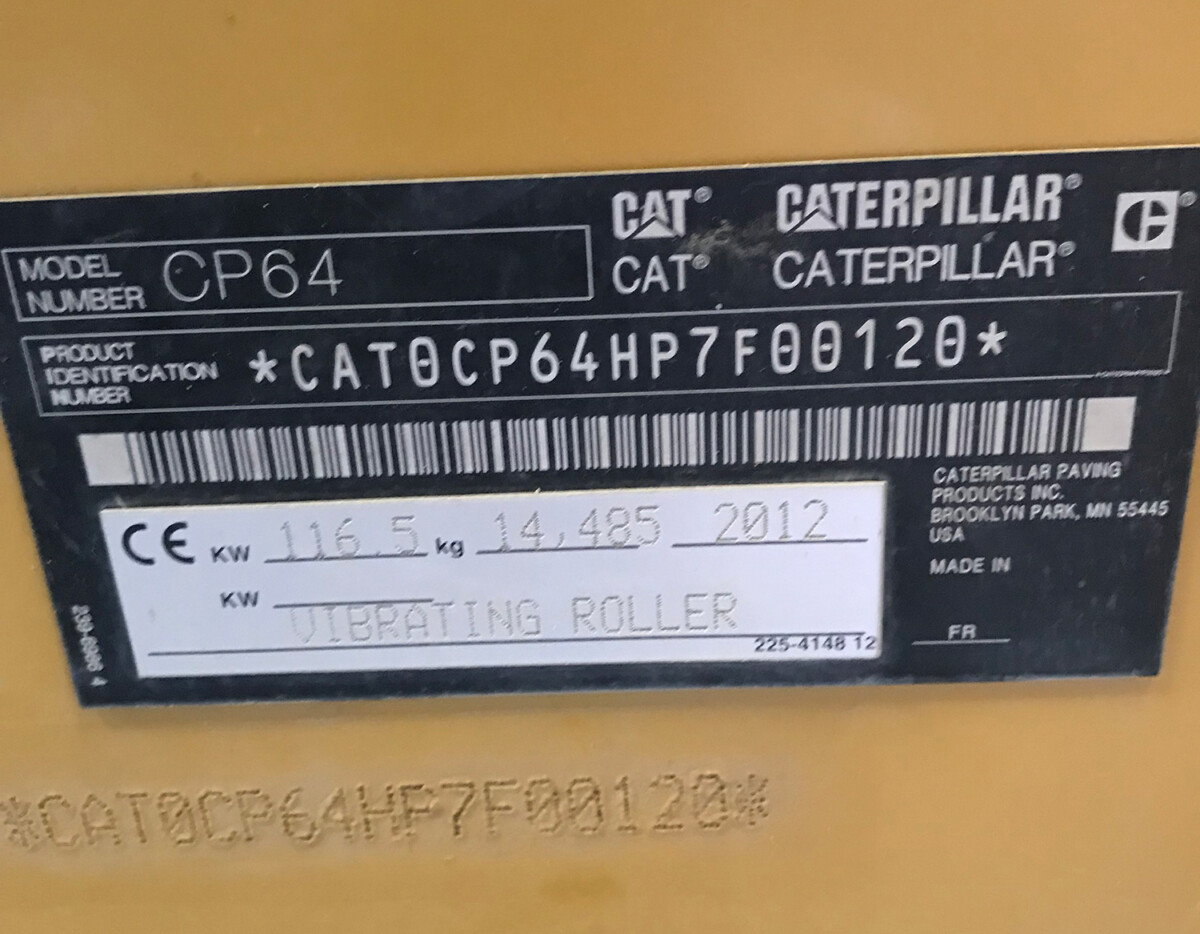 CAT® CATERPILLAR®
CAT® CATERPILLAR®
MODEL NUMBER CP64
PRODUCT IDENTIFICATION NUMBER *CAT0CP64HP7F00120*
CATERPILLAR PAVING
PRODUCTS INC.
BROOKLYN PARK, MN 55445
USA
MADE IN
FR
CE KW 116.5 kg 14,485 2012
KW
VIBRATING ROLLER
225-4148 12
*CAT0CP64HP7F00120*